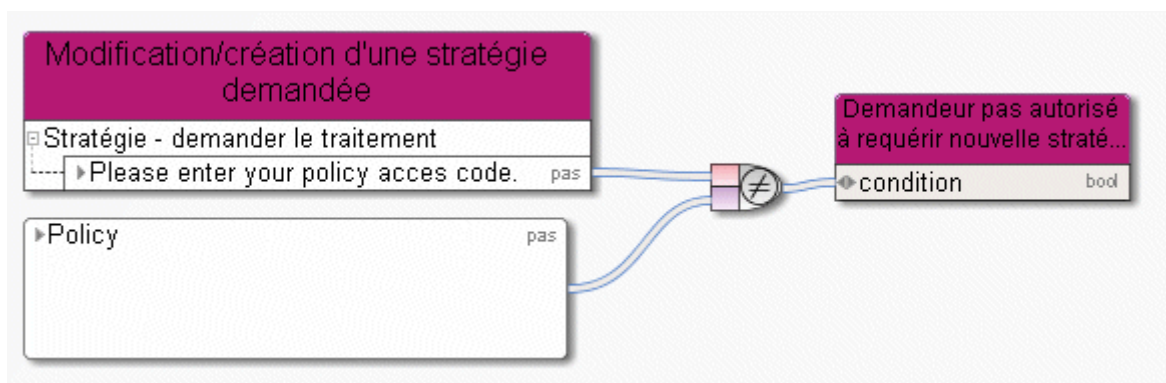 Modification/création d'une stratégie
demandée
Stratégie - demander le traitement
Please enter your policy acces code. pas
Policy pas
Demandeur pas autorisé
à requérir nouvelle straté...
≠
condition bool